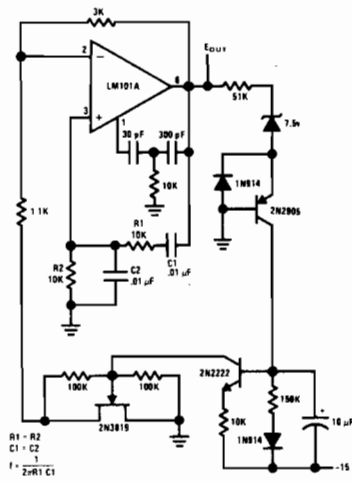 3K
E OUT
2
−
6
LM101A
51K
3
+
1
30 pF
300 pF
7.5v
1N914
10K
2N2905
1.1K
R1
10K
C1
.01 µF
R2
10K
C2
.01 µF
100K
100K
2N2222
2N3819
10K
150K
+
10 µF
1N914
-15
R1 = R2
C1 = C2
f = 1
2πR1 C1